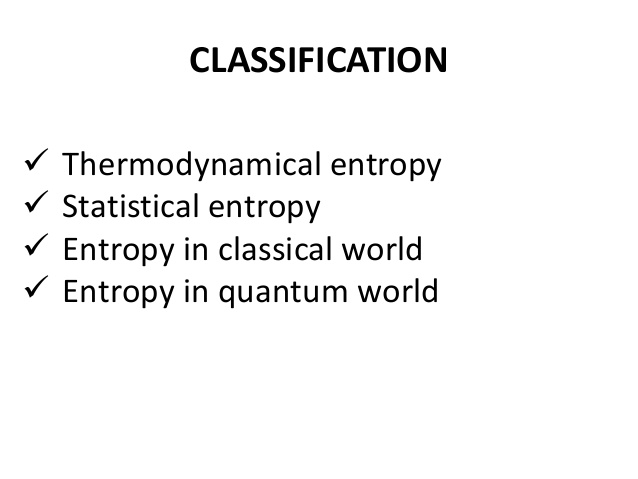 CLASSIFICATION
✓ Thermodynamical entropy
✓ Statistical entropy
✓ Entropy in classical world
✓ Entropy in quantum world